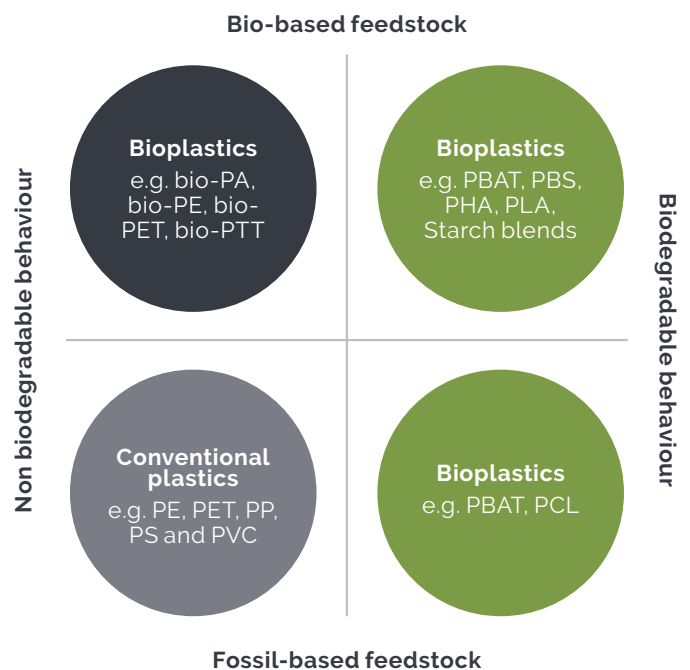 Bio-based feedstock
Non biodegradable behaviour
Bioplastics
e.g. bio-PA,
bio-PE, bio-
PET, bio-PTT
Bioplastics
e.g. PBAT, PBS,
PHA, PLA,
Starch blends
Biodegradable behaviour
Conventional
plastics
e.g. PE, PET, PP,
PS and PVC
Bioplastics
e.g. PBAT, PCL
Fossil-based feedstock